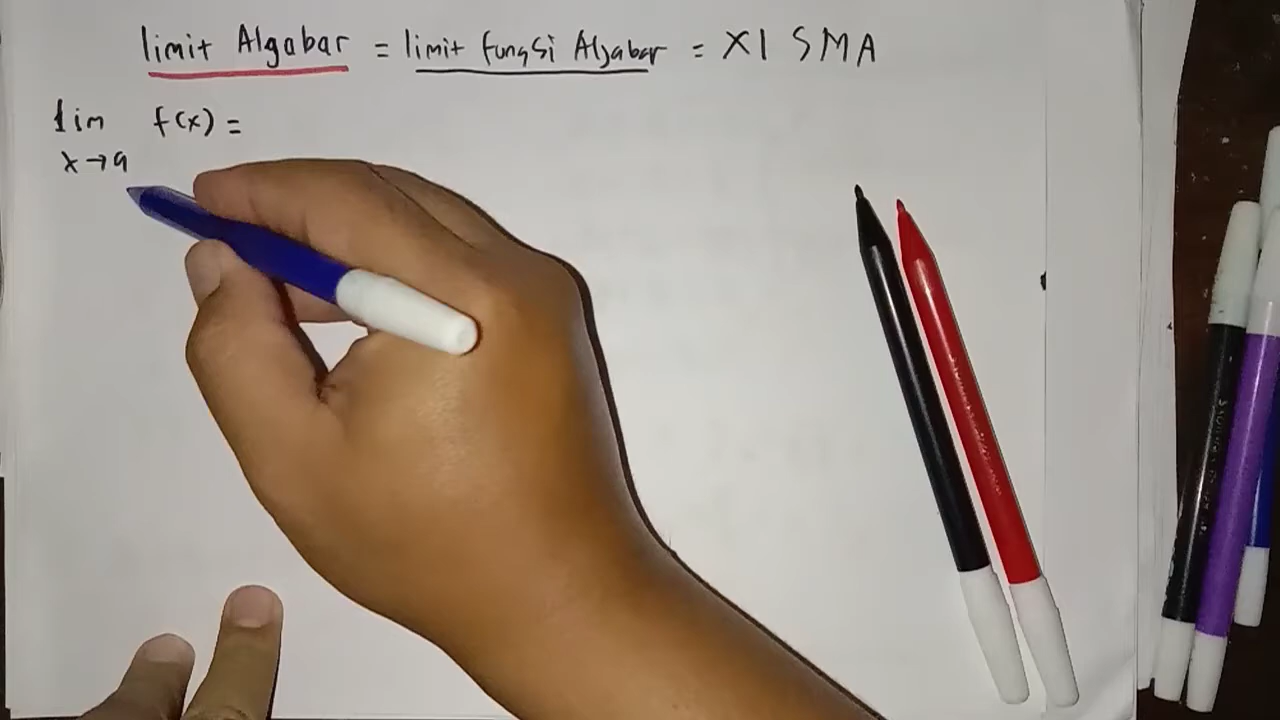 limit Algabar = limit fungsi Aljabar = XI SMA
lim f(x) =
x→a